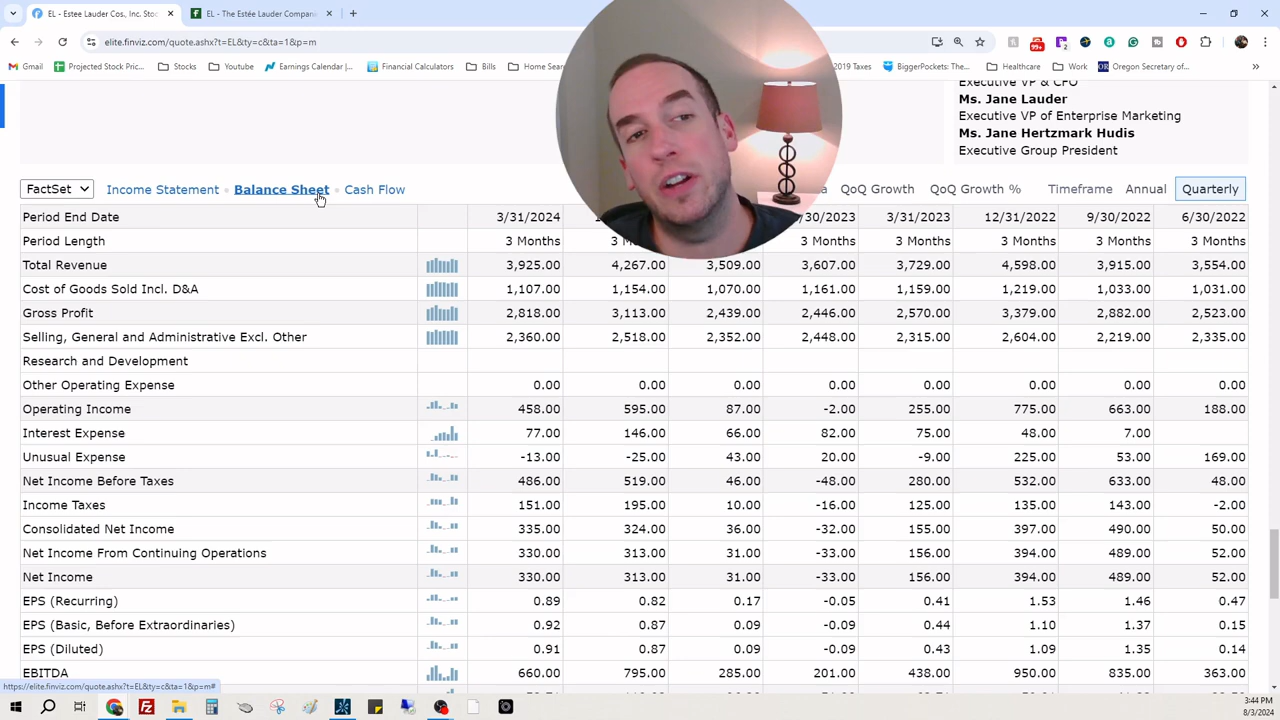 EL - Estee Lauder Cos, Inc. Stoc
EL - The Estée Lauder Compani
elite.finviz.com/quote.ashx?t=EL&ty=c&ta=1&p=m
99+
2
Gmail
Projected Stock Pric...
Stocks
Youtube
Earnings Calendar |...
Financial Calculators
Bills
Home Sear
2019 Taxes
BiggerPockets: The...
Healthcare
Work
Oregon Secretary of...
Executive VP & CFO
Ms. Jane Lauder
Executive VP of Enterprise Marketing
Ms. Jane Hertzmark Hudis
Executive Group President
FactSet Income Statement Balance Sheet Cash Flow QoQ Growth QoQ Growth % Timeframe Annual Quarterly
Period End Date 3/31/2024 /30/2023 3/31/2023 12/31/2022 9/30/2022 6/30/2022
Period Length 3 Months 3 M 3 Months 3 Months 3 Months 3 Months 3 Months
Total Revenue 3,925.00 4,267.00 3,509.00 3,607.00 3,729.00 4,598.00 3,915.00 3,554.00
Cost of Goods Sold Incl. D&A 1,107.00 1,154.00 1,070.00 1,161.00 1,159.00 1,219.00 1,033.00 1,031.00
Gross Profit 2,818.00 3,113.00 2,439.00 2,446.00 2,570.00 3,379.00 2,882.00 2,523.00
Selling, General and Administrative Excl. Other 2,360.00 2,518.00 2,352.00 2,448.00 2,315.00 2,604.00 2,219.00 2,335.00
Research and Development
Other Operating Expense 0.00 0.00 0.00 0.00 0.00 0.00 0.00 0.00
Operating Income 458.00 595.00 87.00 -2.00 255.00 775.00 663.00 188.00
Interest Expense 77.00 146.00 66.00 82.00 75.00 48.00 7.00
Unusual Expense -13.00 -25.00 43.00 20.00 -9.00 225.00 53.00 169.00
Net Income Before Taxes 486.00 519.00 46.00 -48.00 280.00 532.00 633.00 48.00
Income Taxes 151.00 195.00 10.00 -16.00 125.00 135.00 143.00 -2.00
Consolidated Net Income 335.00 324.00 36.00 -32.00 155.00 397.00 490.00 50.00
Net Income From Continuing Operations 330.00 313.00 31.00 -33.00 156.00 394.00 489.00 52.00
Net Income 330.00 313.00 31.00 -33.00 156.00 394.00 489.00 52.00
EPS (Recurring) 0.89 0.82 0.17 -0.05 0.41 1.53 1.46 0.47
EPS (Basic, Before Extraordinaries) 0.92 0.87 0.09 -0.09 0.44 1.10 1.37 0.15
EPS (Diluted) 0.91 0.87 0.09 -0.09 0.43 1.09 1.35 0.14
EBITDA 660.00 795.00 285.00 201.00 438.00 950.00 835.00 363.00
https://elite.finviz.com/quote.ashx?t=EL&ty=c&ta=1&p=m#
3:44 PM
8/3/2024